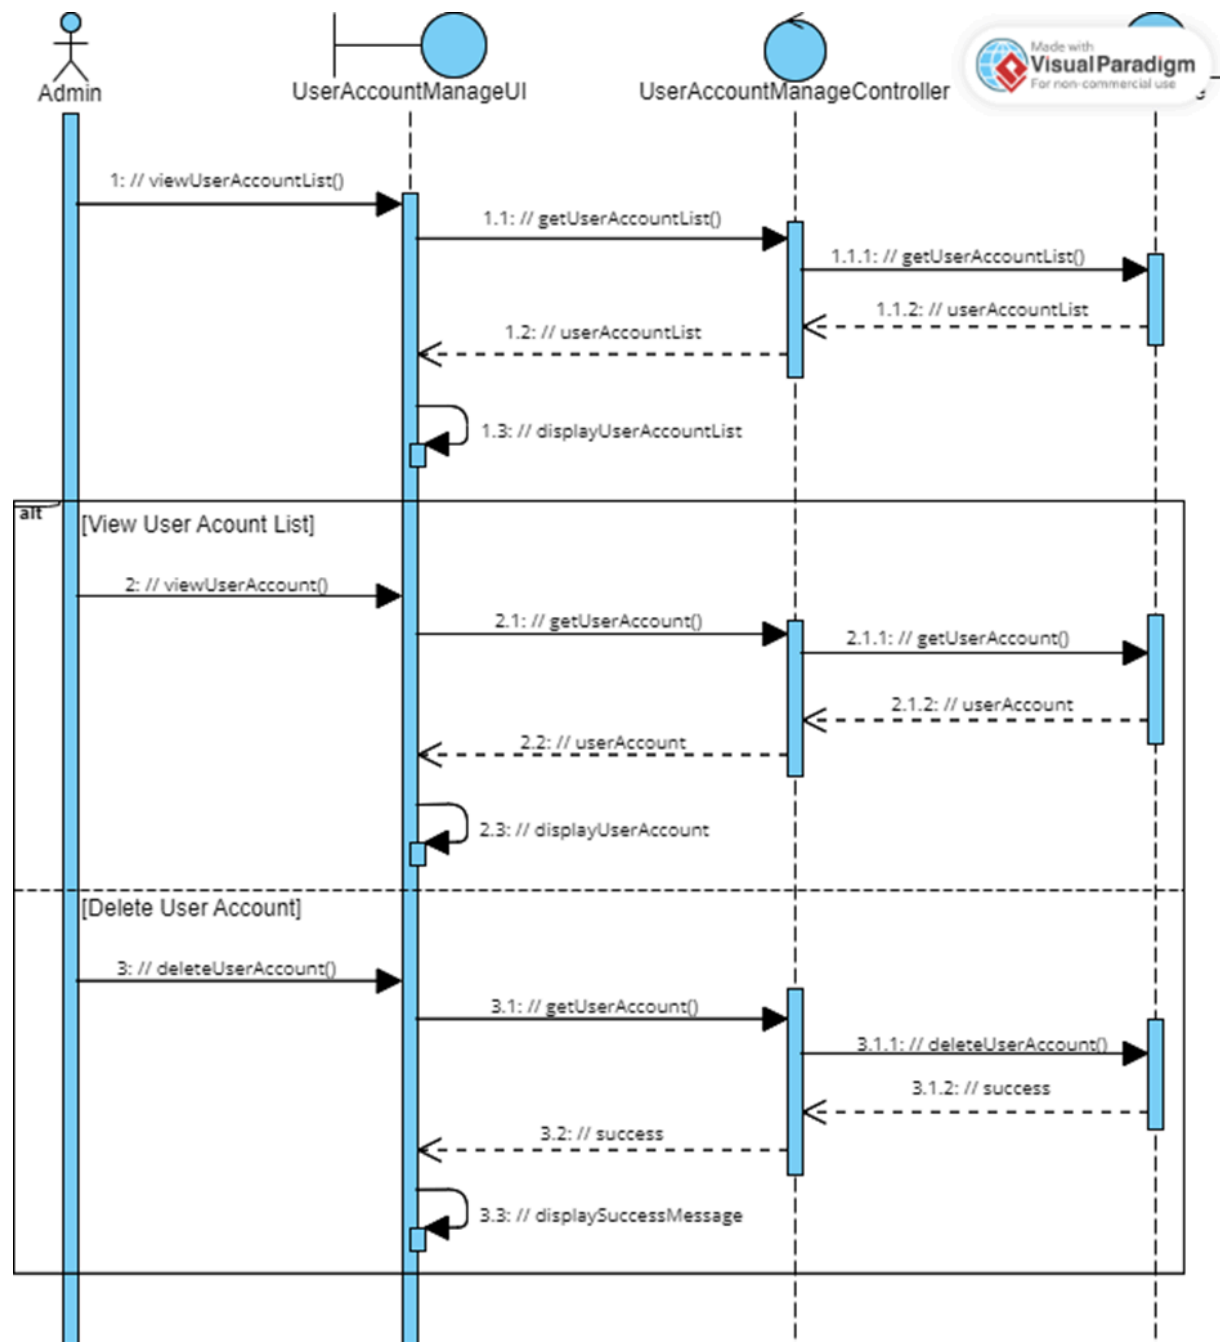 Made with
Visual Paradigm
For non-commercial use
Admin
UserAccountManageUI
UserAccountManageController
1: // viewUserAccountList()
1.1: // getUserAccountList()
1.1.1: // getUserAccountList()
1.1.2: // userAccountList
1.2: // userAccountList
1.3: // displayUserAccountList
alt
[View User Acount List]
2: // viewUserAccount()
2.1: // getUserAccount()
2.1.1: // getUserAccount()
2.1.2: // userAccount
2.2: // userAccount
2.3: // displayUserAccount
[Delete User Account]
3: // deleteUserAccount()
3.1: // getUserAccount()
3.1.1: // deleteUserAccount()
3.1.2: // success
3.2: // success
3.3: // displaySuccessMessage